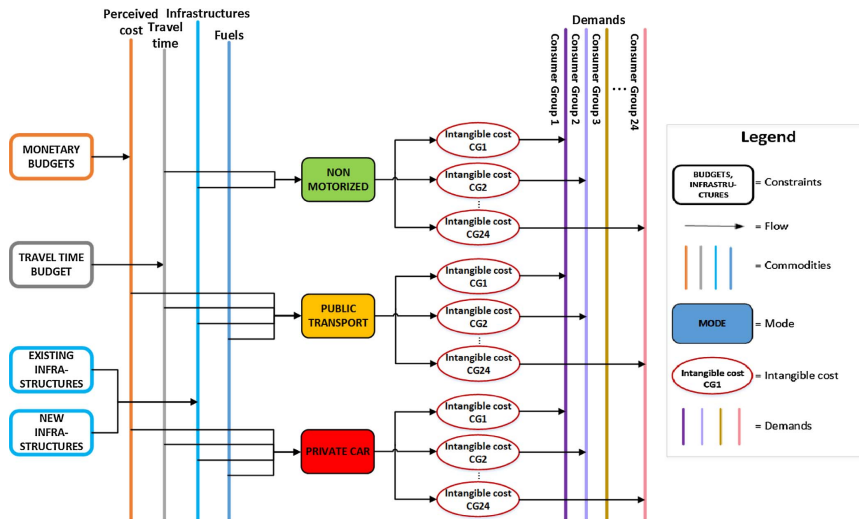 Perceived
cost
Travel
time
Infrastructures
Fuels
Demands
Consumer Group 1
Consumer Group 2
Consumer Group 3
...
Consumer Group 24
MONETARY
BUDGETS
TRAVEL TIME
BUDGET
EXISTING
INFRA-
STRUCTURES
NEW
INFRA-
STRUCTURES
NON
MOTORIZED
Intangible cost
CG1
Intangible cost
CG2
...
Intangible cost
CG24
PUBLIC
TRANSPORT
Intangible cost
CG1
Intangible cost
CG2
...
Intangible cost
CG24
PRIVATE CAR
Intangible cost
CG1
Intangible cost
CG2
...
Intangible cost
CG24
Legend
BUDGETS,
INFRASTRU-
CTURES
= Constraints
= Flow
= Commodities
MODE
= Mode
Intangible cost
CG1
= Intangible cost
= Demands